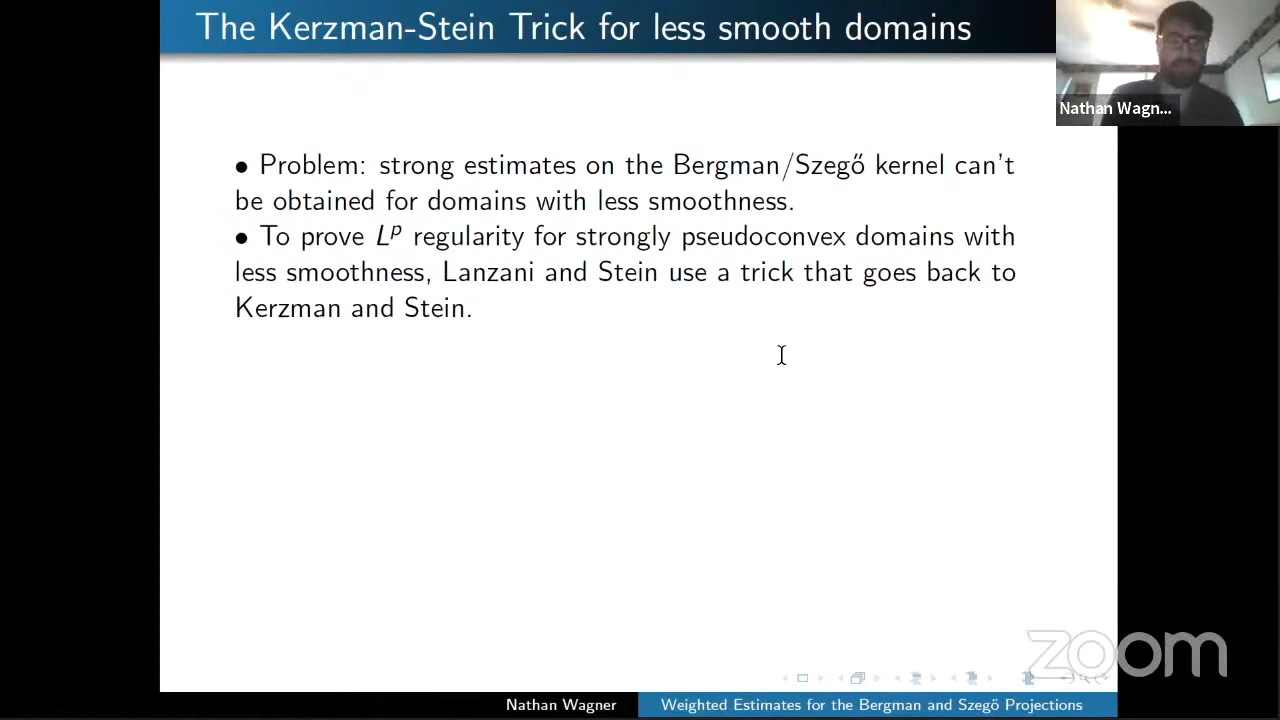 The Kerzman-Stein Trick for less smooth domains
Nathan Wagn...
• Problem: strong estimates on the Bergman/Szegő kernel can't
be obtained for domains with less smoothness.
• To prove Lᵖ regularity for strongly pseudoconvex domains with
less smoothness, Lanzani and Stein use a trick that goes back to
Kerzman and Stein.
zoom
Nathan Wagner
Weighted Estimates for the Bergman and Szegő Projections